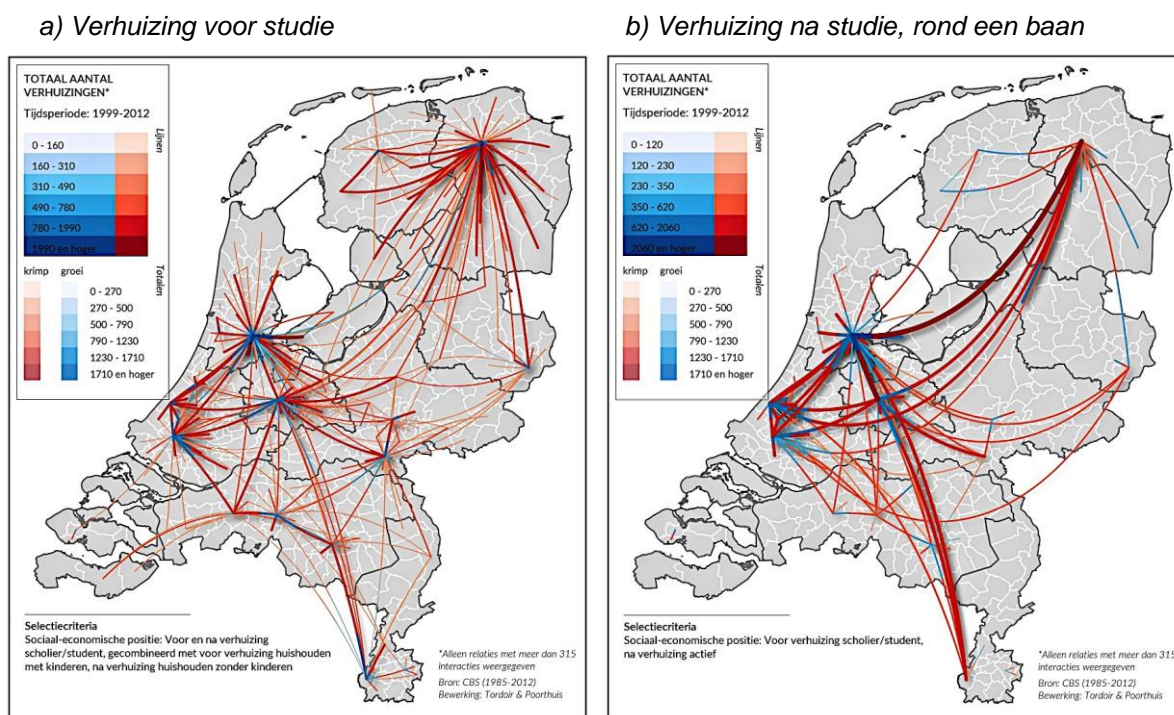 a) Verhuizing voor studie
TOTAAL AANTAL
VERHUIZINGEN*
Tijdsperiode: 1999-2012
Lijnen
0 - 160
160 - 310
310 - 490
490 - 780
780 - 1990
1990 en hoger
Totalen
krimp groei
0 - 270
270 - 500
500 - 790
790 - 1230
1230 - 1710
1710 en hoger
Selectiecriteria
Sociaal-economische positie: Voor en na verhuizing
scholier/student, gecombineerd met voor verhuizing huishouden
met kinderen, na verhuizing huishouden zonder kinderen
*Alleen relaties met meer dan 315
interacties weergegeven
Bron: CBS (1985-2012)
Bewerking: Tordoir & Poorthuis
b) Verhuizing na studie, rond een baan
TOTAAL AANTAL
VERHUIZINGEN*
Tijdsperiode: 1999-2012
Lijnen
0 - 120
120 - 230
230 - 350
350 - 620
620 - 2060
2060 en hoger
Totalen
krimp groei
0 - 270
270 - 500
500 - 790
790 - 1230
1230 - 1710
1710 en hoger
Selectiecriteria
Sociaal-economische positie: Voor verhuizing scholier/student,
na verhuizing actief
*Alleen relaties met meer dan 315
interacties weergegeven
Bron: CBS (1985-2012)
Bewerking: Tordoir & Poorthuis